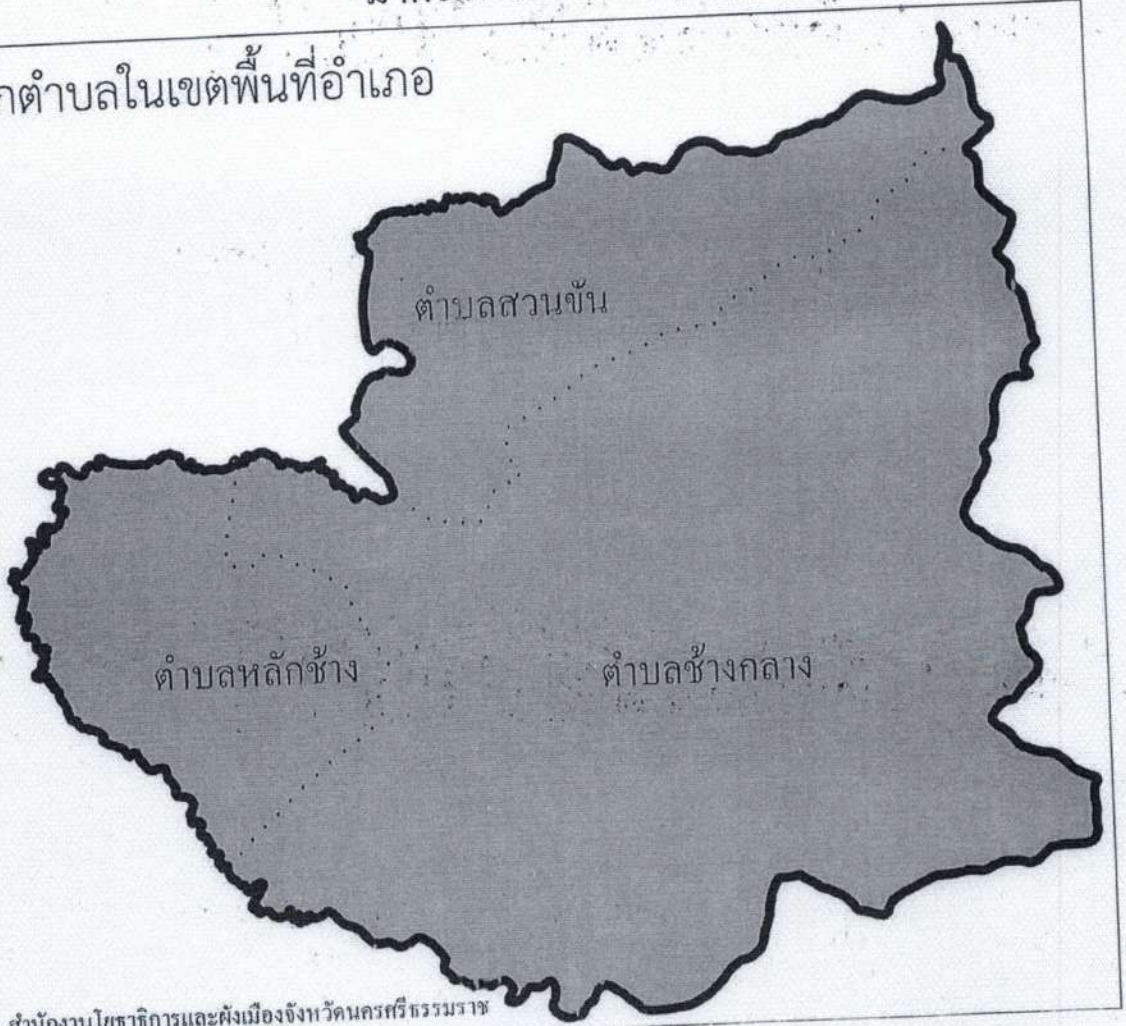 กตำบลในเขตพื้นที่อำเภอ
ตำบลสวนขัน
ตำบลหลักช้าง
ตำบลช้างกลาง
สำนักงานโยธาธิการและผังเมืองจังหวัดนครศรีธรรมราช